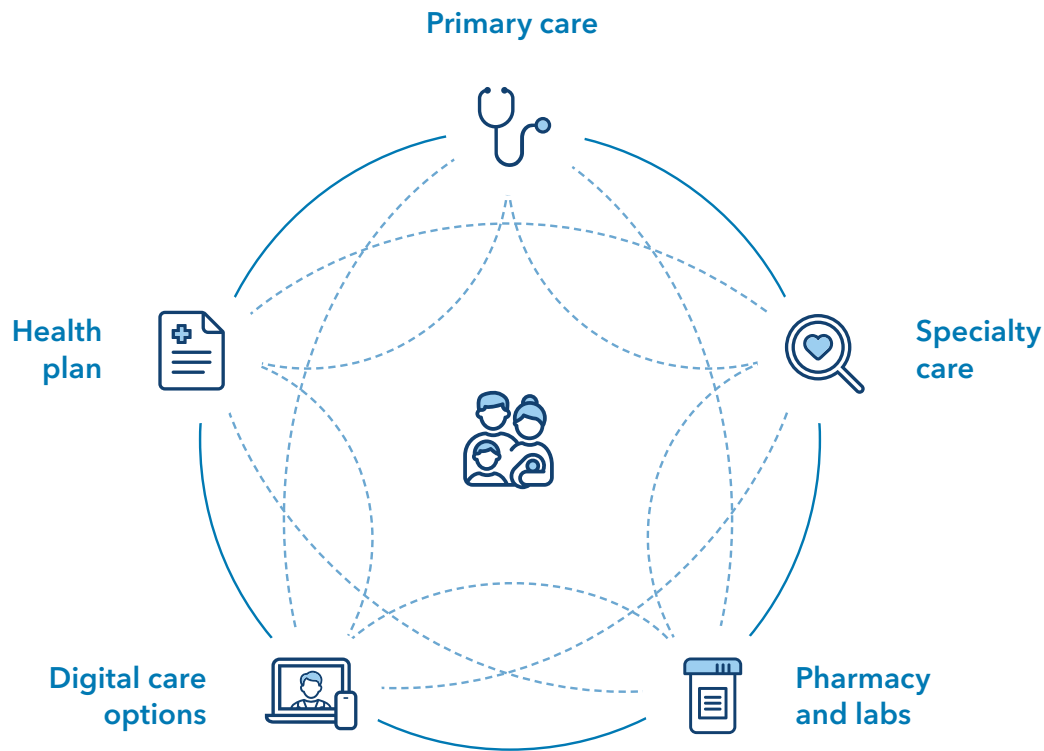 Primary care
Health
plan
Specialty
care
Digital care
options
Pharmacy
and labs